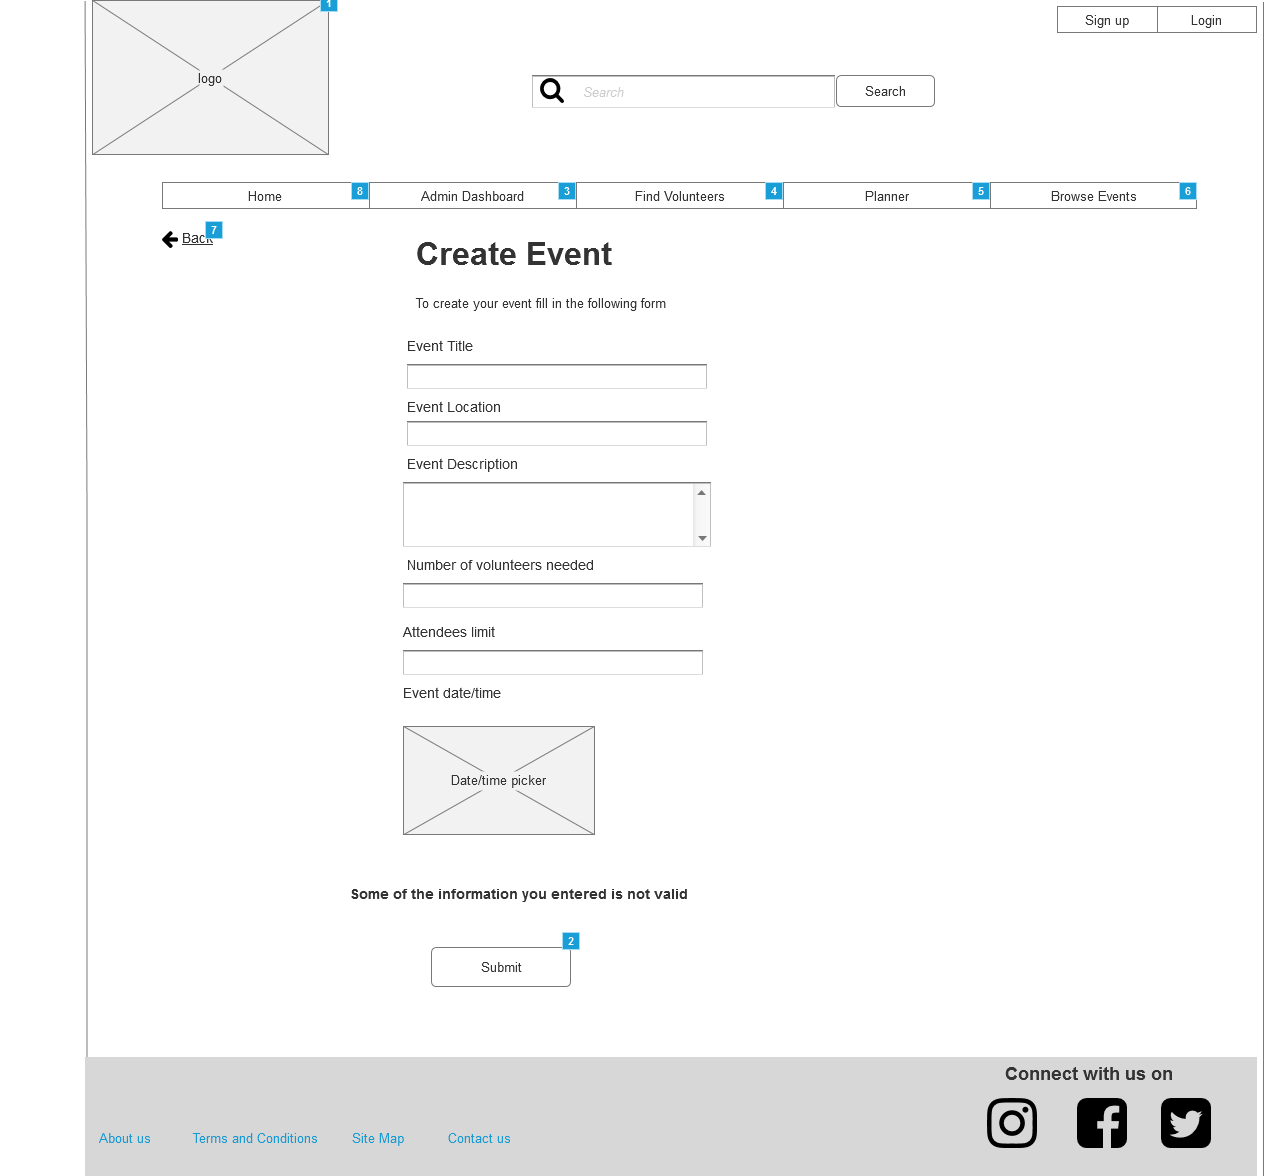 1
Sign up
Login
logo
Search
Search
Home
8
Admin Dashboard
3
Find Volunteers
4
Planner
5
Browse Events
6
Back
7
Create Event
To create your event fill in the following form
Event Title
Event Location
Event Description
Number of volunteers needed
Attendees limit
Event date/time
Date/time picker
Some of the information you entered is not valid
2
Submit
Connect with us on
About us
Terms and Conditions
Site Map
Contact us